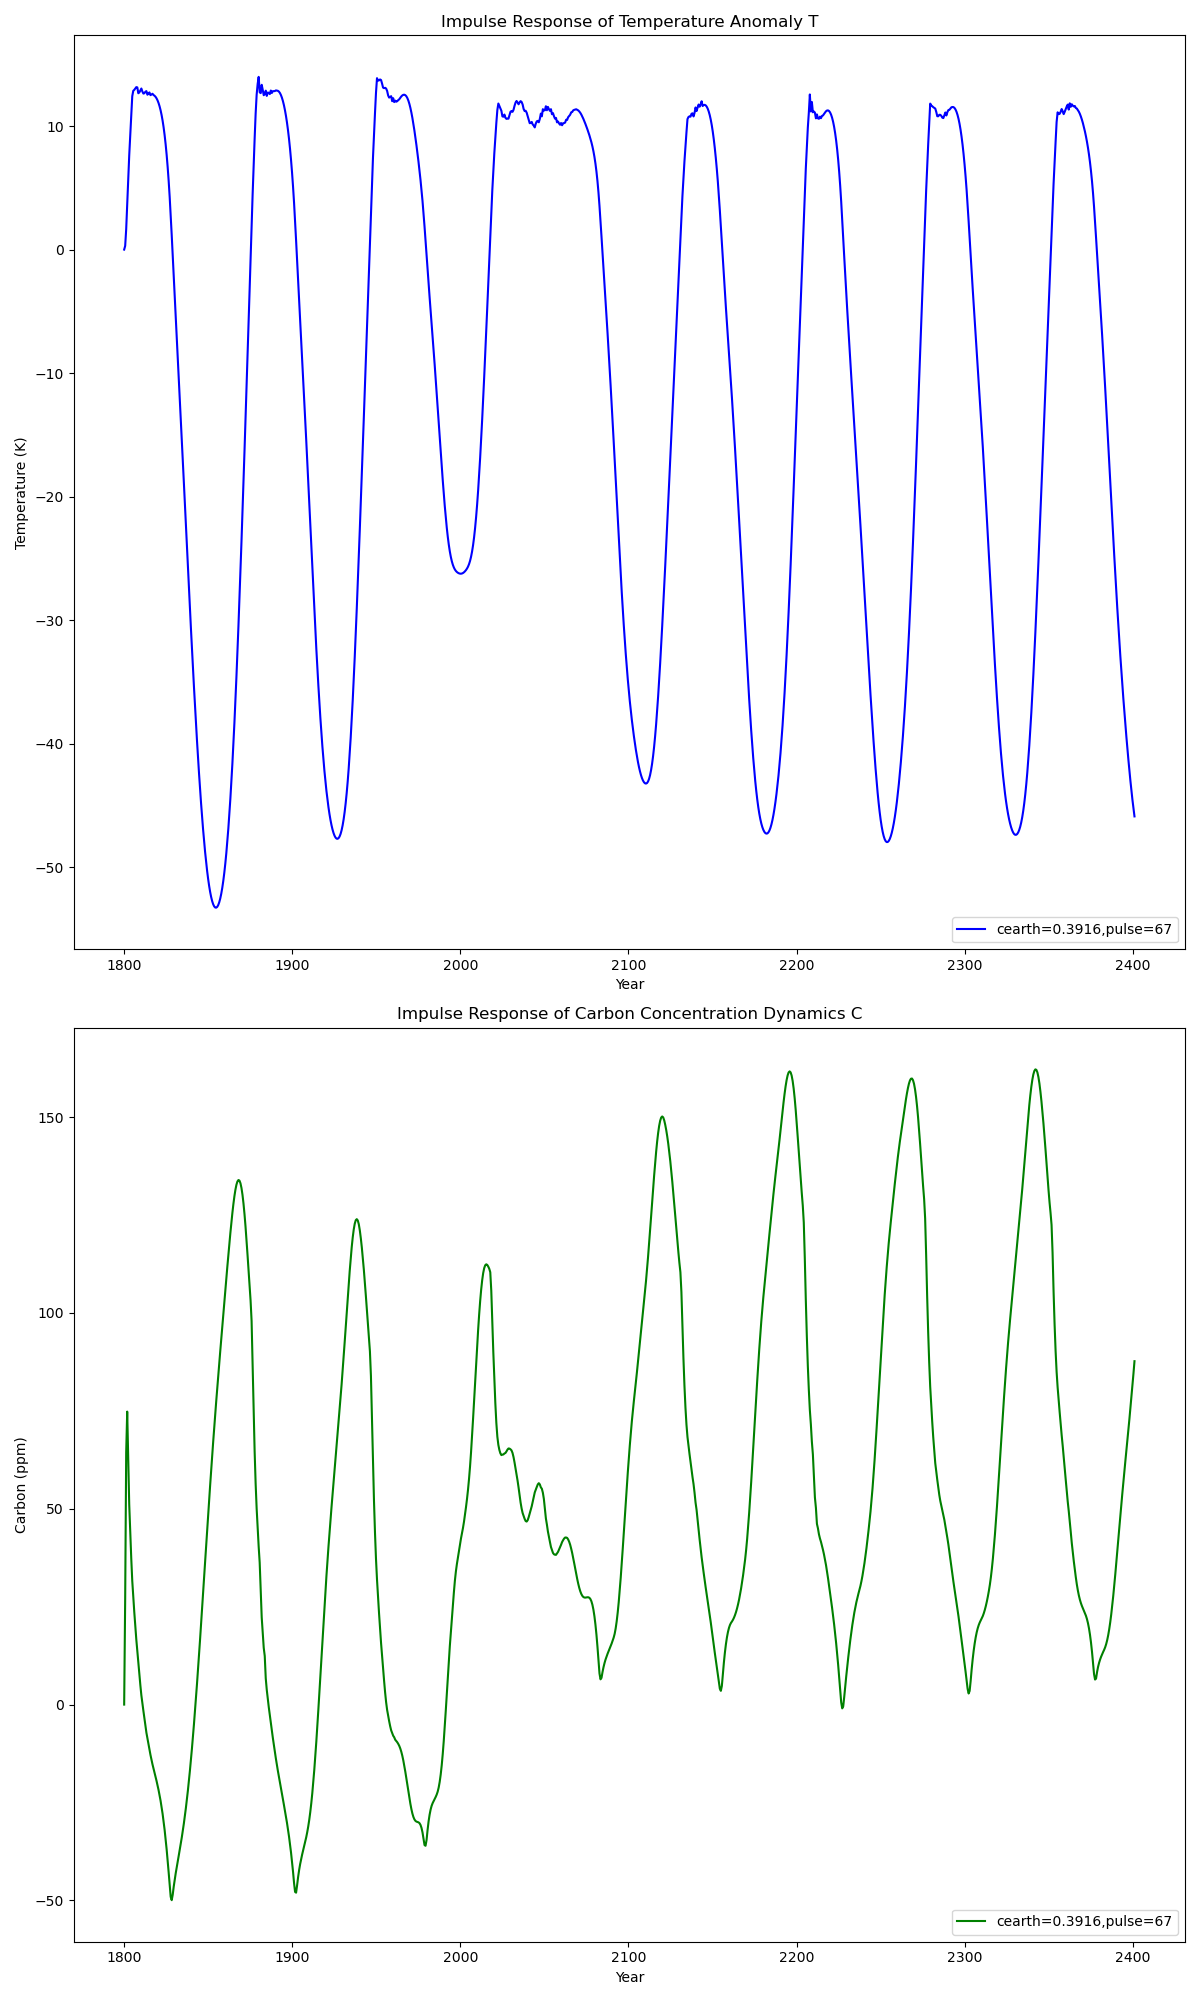 Impulse Response of Temperature Anomaly T
10
0
−10
−20
−30
−40
−50
Temperature (K)
cearth=0.3916,pulse=67
1800 1900 2000 2100 2200 2300 2400
Year
Impulse Response of Carbon Concentration Dynamics C
150
100
50
0
−50
Carbon (ppm)
cearth=0.3916,pulse=67
1800 1900 2000 2100 2200 2300 2400
Year